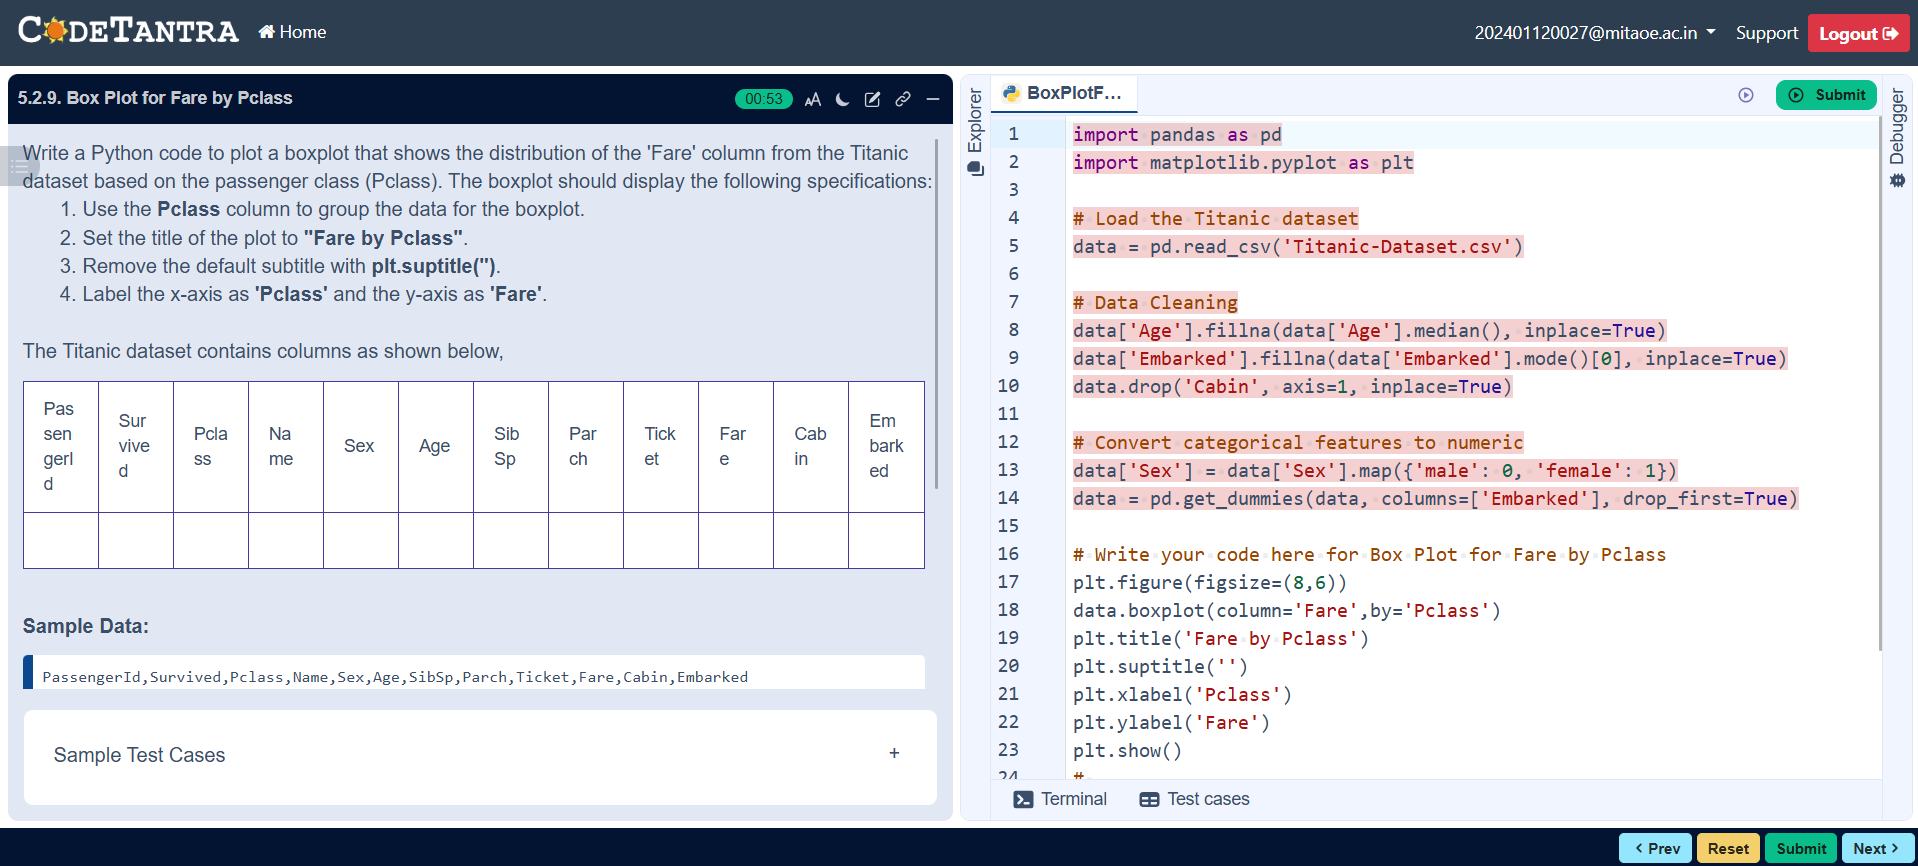 CODETANTRA Home 202401120027@mitaoe.ac.in Support Logout
5.2.9. Box Plot for Fare by Pclass 00:53 AA
Write a Python code to plot a boxplot that shows the distribution of the 'Fare' column from the Titanic
dataset based on the passenger class (Pclass). The boxplot should display the following specifications:
1. Use the Pclass column to group the data for the boxplot.
2. Set the title of the plot to "Fare by Pclass".
3. Remove the default subtitle with plt.suptitle('').
4. Label the x-axis as 'Pclass' and the y-axis as 'Fare'.
The Titanic dataset contains columns as shown below,
PassengerId Survived Pclass Name Sex Age SibSp Parch Ticket Fare Cabin Embarked
Sample Data:
PassengerId,Survived,Pclass,Name,Sex,Age,SibSp,Parch,Ticket,Fare,Cabin,Embarked
Sample Test Cases +
Explorer
BoxPlotF...
Submit
Debugger
1 import pandas as pd
2 import matplotlib.pyplot as plt
3
4 # Load the Titanic dataset
5 data = pd.read_csv('Titanic-Dataset.csv')
6
7 # Data Cleaning
8 data['Age'].fillna(data['Age'].median(), inplace=True)
9 data['Embarked'].fillna(data['Embarked'].mode()[0], inplace=True)
10 data.drop('Cabin', axis=1, inplace=True)
11
12 # Convert categorical features to numeric
13 data['Sex'] = data['Sex'].map({'male': 0, 'female': 1})
14 data = pd.get_dummies(data, columns=['Embarked'], drop_first=True)
15
16 # Write your code here for Box Plot for Fare by Pclass
17 plt.figure(figsize=(8,6))
18 data.boxplot(column='Fare',by='Pclass')
19 plt.title('Fare by Pclass')
20 plt.suptitle('')
21 plt.xlabel('Pclass')
22 plt.ylabel('Fare')
23 plt.show()
24 #
Terminal Test cases
Prev Reset Submit Next